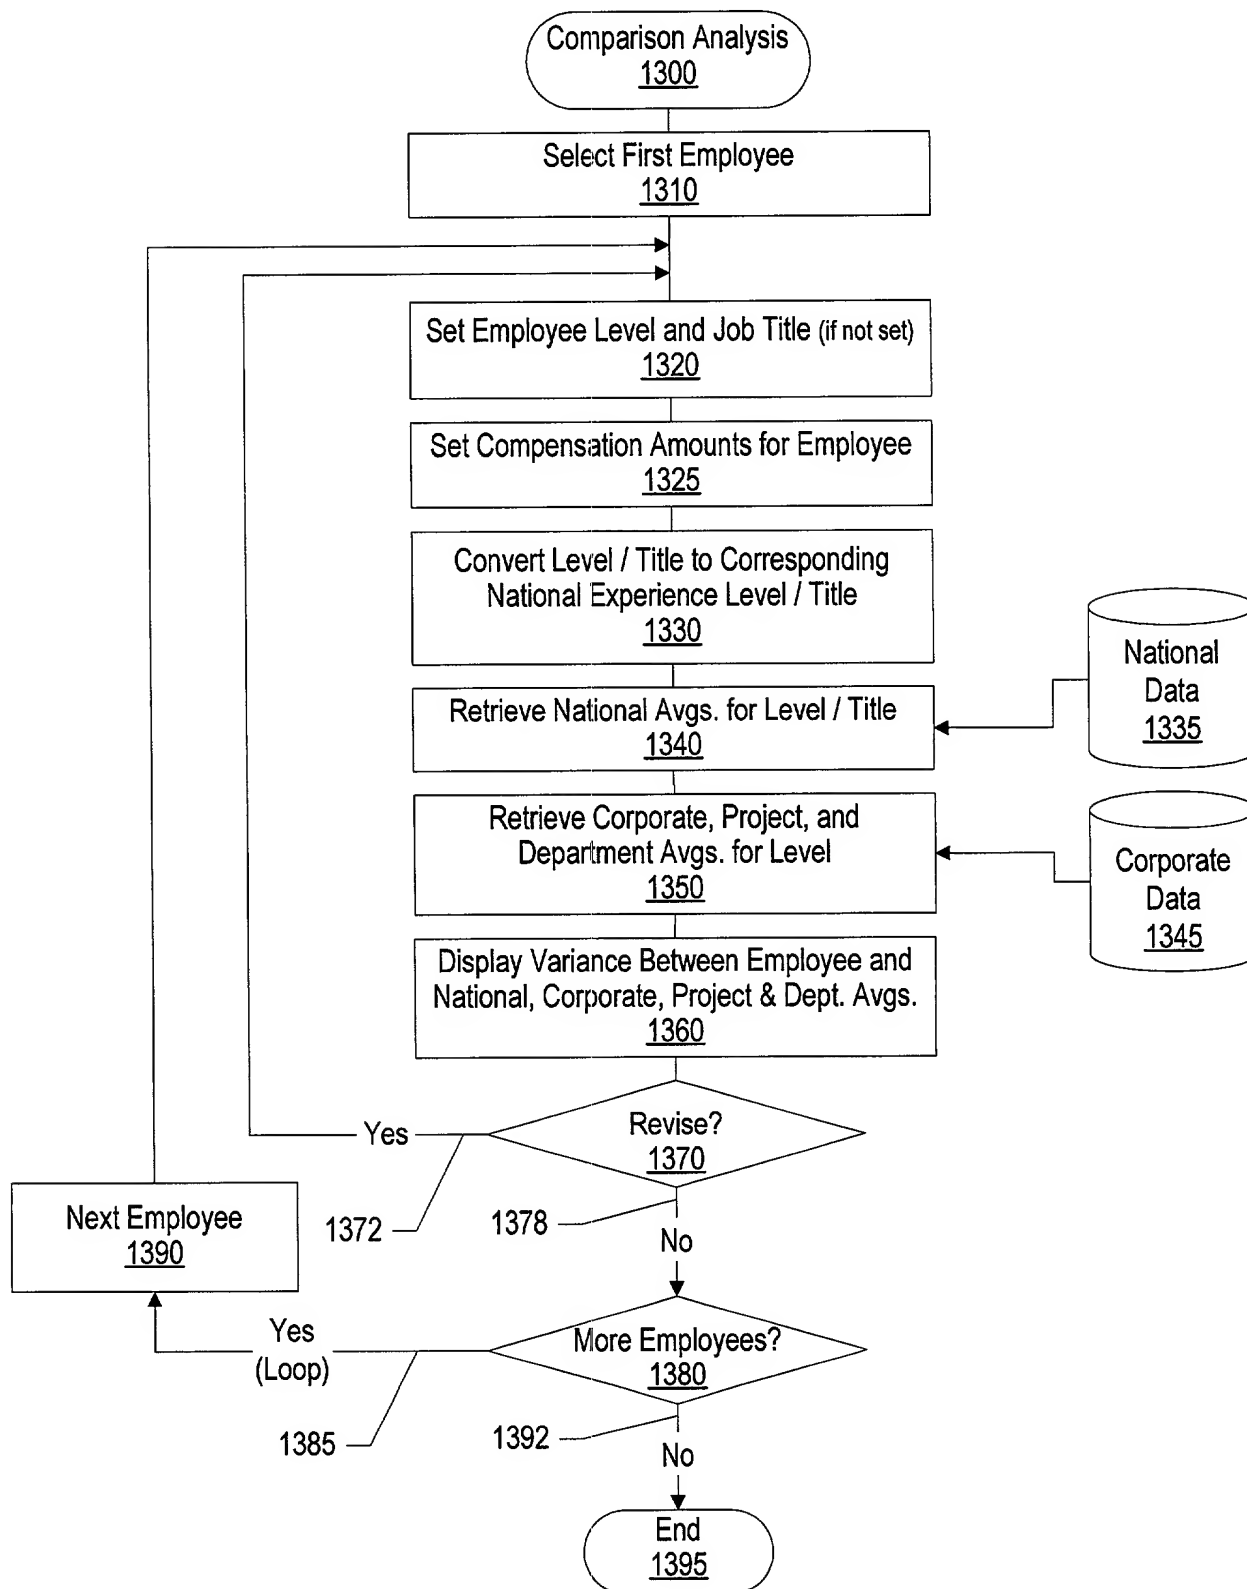 Comparison Analysis
1300
Select First Employee
1310
Set Employee Level and Job Title (if not set)
1320
Set Compensation Amounts for Employee
1325
Convert Level / Title to Corresponding
National Experience Level / Title
1330
National
Data
1335
Retrieve National Avgs. for Level / Title
1340
Retrieve Corporate, Project, and
Department Avgs. for Level
1350
Corporate
Data
1345
Display Variance Between Employee and
National, Corporate, Project & Dept. Avgs.
1360
Revise?
1370
Yes
1372
1378
No
Next Employee
1390
More Employees?
1380
Yes
(Loop)
1385
1392
No
End
1395